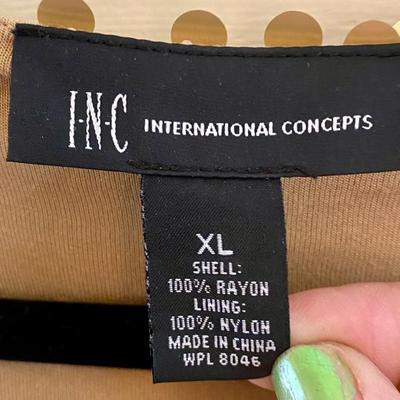 I·N·C INTERNATIONAL CONCEPTS
XL
SHELL:
100% RAYON
LINING:
100% NYLON
MADE IN CHINA
WPL 8046